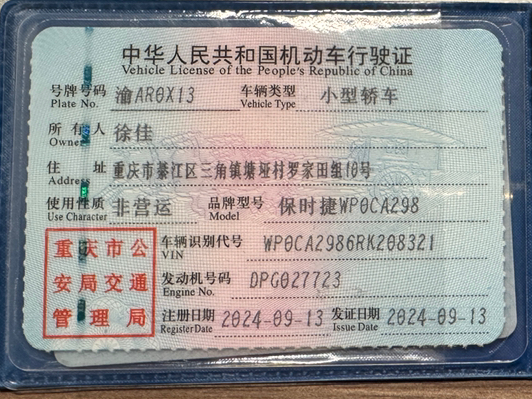 中华人民共和国机动车行驶证
Vehicle License of the People's Republic of China
号牌号码 渝AR0X13 车辆类型 小型轿车
Plate No. Vehicle Type
所有人 徐佳
Owner
住址 重庆市綦江区三角镇塘垭村罗家田组10号
Address
使用性质 非营运 品牌型号 保时捷WP0CA298
Use Character Model
重庆市公安局交通管理局
车辆识别代号 WP0CA2986RK208321
VIN
发动机号码 DPG027723
Engine No.
注册日期 2024-09-13 发证日期 2024-09-13
Register Date Issue Date